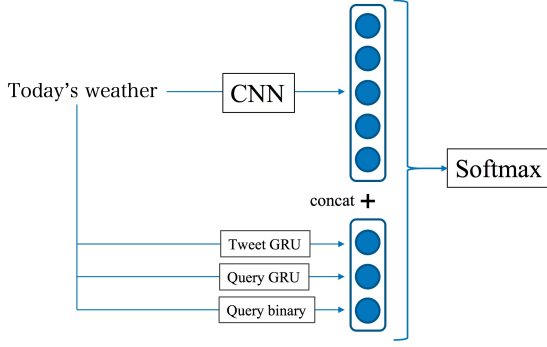 Today's weather
CNN
Softmax
concat +
Tweet GRU
Query GRU
Query binary